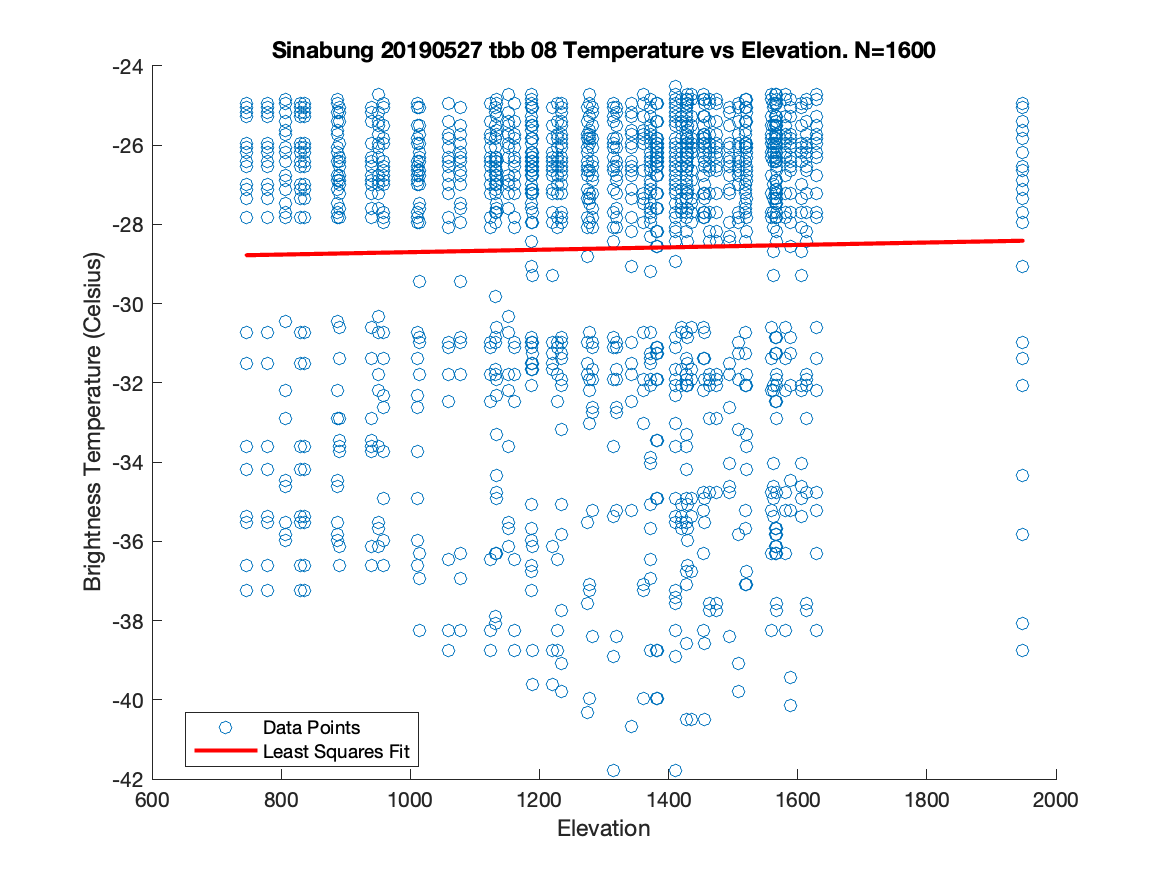 Sinabung 20190527 tbb 08 Temperature vs Elevation. N=1600
-24
-26
-28
-30
-32
-34
-36
-38
-40
-42
Brightness Temperature (Celsius)
Data Points
Least Squares Fit
600 800 1000 1200 1400 1600 1800 2000
Elevation